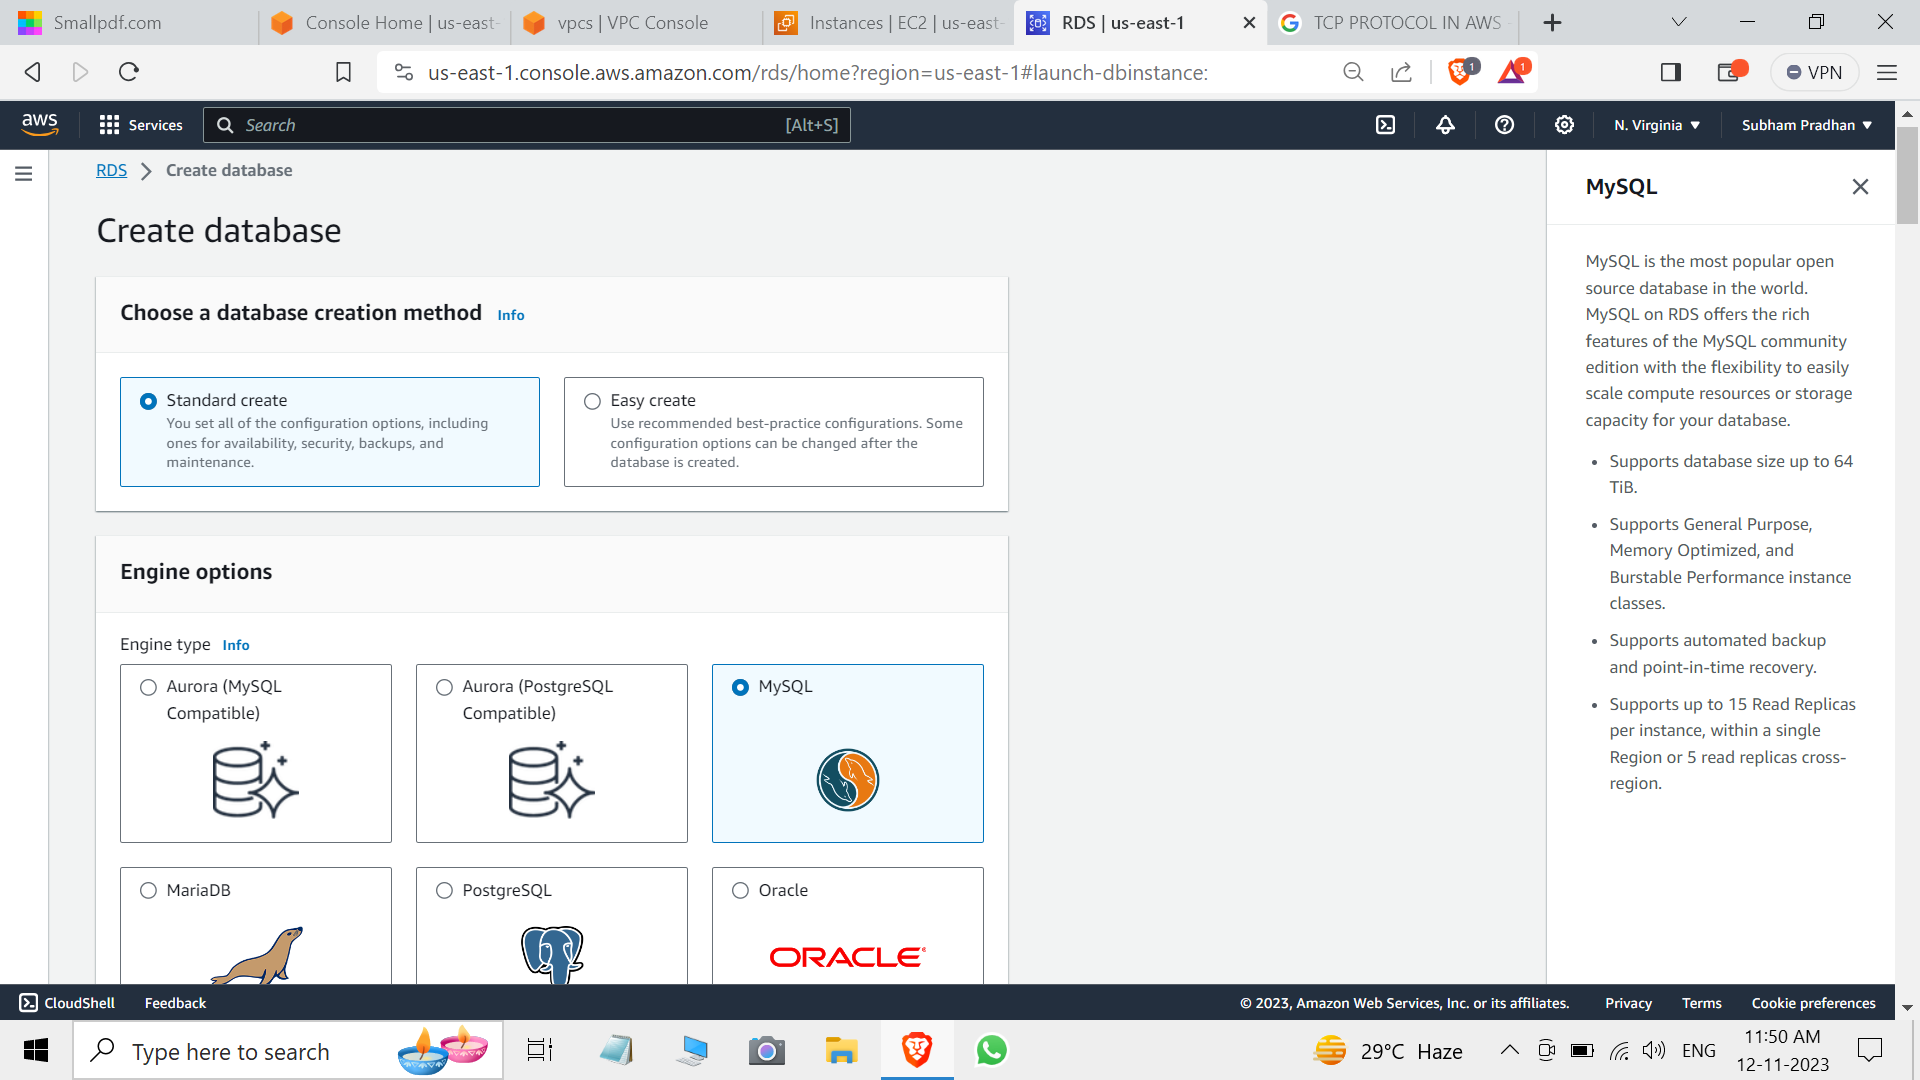 Smallpdf.com
Console Home | us-east-
vpcs | VPC Console
Instances | EC2 | us-east-
RDS | us-east-1
TCP PROTOCOL IN AWS -
us-east-1.console.aws.amazon.com/rds/home?region=us-east-1#launch-dbinstance:
1
1
VPN
aws
Services
Search
[Alt+S]
N. Virginia
Subham Pradhan
RDS
Create database
Create database
Choose a database creation method Info
Standard create
You set all of the configuration options, including
ones for availability, security, backups, and
maintenance.
Easy create
Use recommended best-practice configurations. Some
configuration options can be changed after the
database is created.
Engine options
Engine type Info
Aurora (MySQL
Compatible)
Aurora (PostgreSQL
Compatible)
MySQL
MariaDB
PostgreSQL
Oracle
ORACLE
MySQL
MySQL is the most popular open
source database in the world.
MySQL on RDS offers the rich
features of the MySQL community
edition with the flexibility to easily
scale compute resources or storage
capacity for your database.
• Supports database size up to 64
TiB.
• Supports General Purpose,
Memory Optimized, and
Burstable Performance instance
classes.
• Supports automated backup
and point-in-time recovery.
• Supports up to 15 Read Replicas
per instance, within a single
Region or 5 read replicas cross-
region.
CloudShell
Feedback
© 2023, Amazon Web Services, Inc. or its affiliates.
Privacy
Terms
Cookie preferences
Type here to search
29°C Haze
ENG
11:50 AM
12-11-2023